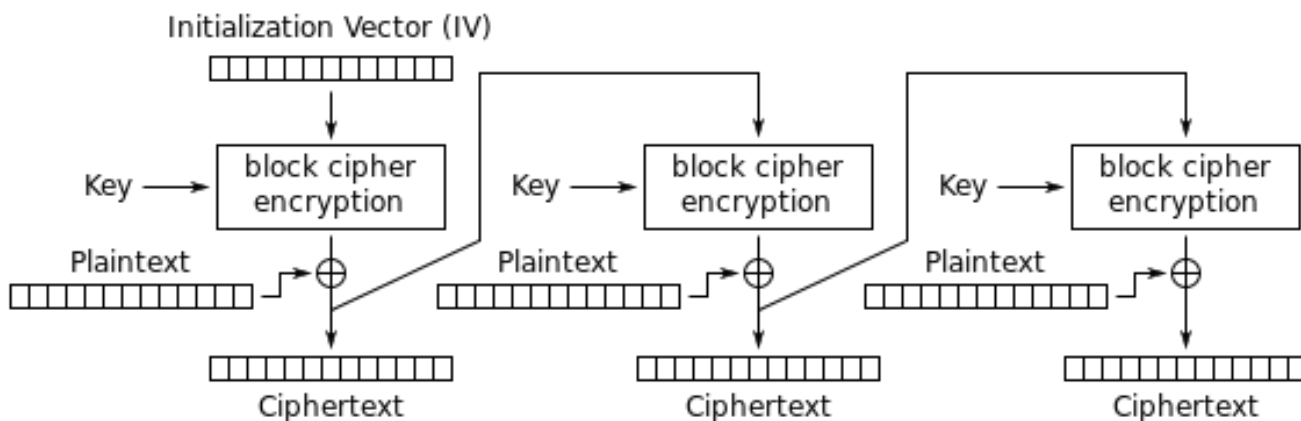 Initialization Vector (IV)
block cipher
encryption
block cipher
encryption
block cipher
encryption
Key
Key
Key
Plaintext
Plaintext
Plaintext
Ciphertext
Ciphertext
Ciphertext